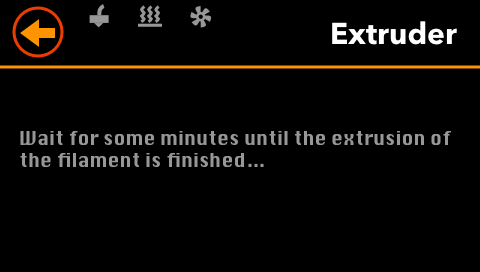 Extruder
Wait for some minutes until the extrusion of
the filament is finished...